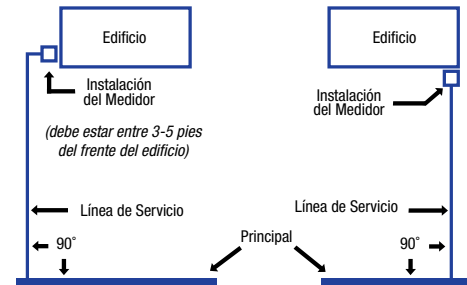 Edificio
Instalación
del Medidor
(debe estar entre 3-5 pies
del frente del edificio)
Línea de Servicio
90˚
Principal
Edificio
Instalación
del Medidor
Línea de Servicio
90˚